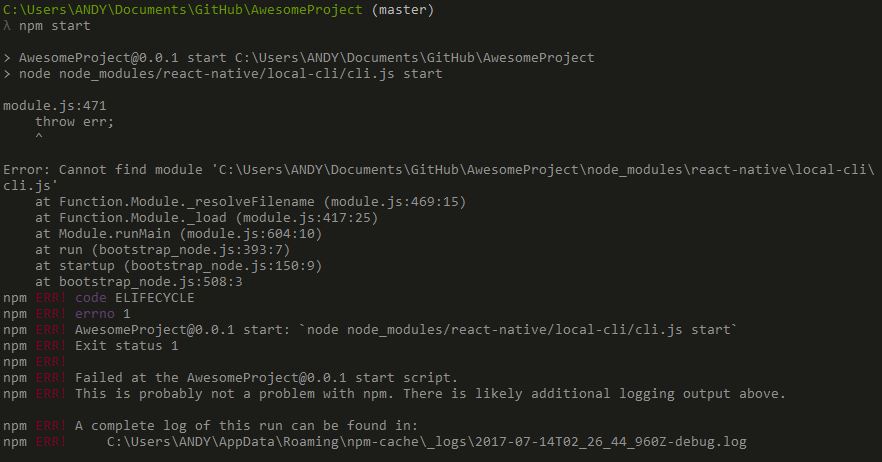 C:\Users\ANDY\Documents\GitHub\AwesomeProject (master)
λ npm start

> AwesomeProject@0.0.1 start C:\Users\ANDY\Documents\GitHub\AwesomeProject
> node node_modules/react-native/local-cli/cli.js start

module.js:471
    throw err;
    ^

Error: Cannot find module 'C:\Users\ANDY\Documents\GitHub\AwesomeProject\node_modules\react-native\local-cli\
cli.js'
    at Function.Module._resolveFilename (module.js:469:15)
    at Function.Module._load (module.js:417:25)
    at Module.runMain (module.js:604:10)
    at run (bootstrap_node.js:393:7)
    at startup (bootstrap_node.js:150:9)
    at bootstrap_node.js:508:3
npm ERR! code ELIFECYCLE
npm ERR! errno 1
npm ERR! AwesomeProject@0.0.1 start: `node node_modules/react-native/local-cli/cli.js start`
npm ERR! Exit status 1
npm ERR!
npm ERR! Failed at the AwesomeProject@0.0.1 start script.
npm ERR! This is probably not a problem with npm. There is likely additional logging output above.

npm ERR! A complete log of this run can be found in:
npm ERR!     C:\Users\ANDY\AppData\Roaming\npm-cache\_logs\2017-07-14T02_26_44_960Z-debug.log